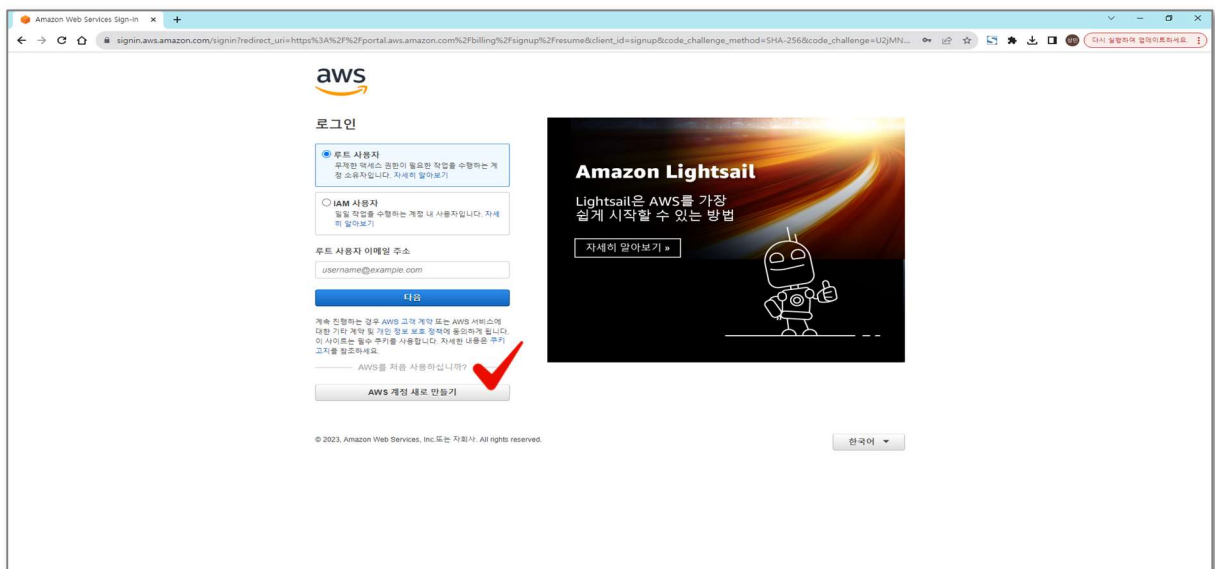 Amazon Web Services Sign-In
signin.aws.amazon.com/signin?redirect_uri=https%3A%2F%2Fportal.aws.amazon.com%2Fbilling%2Fsignup%2Fresume&client_id=signup&code_challenge_method=SHA-256&code_challenge=U2jMN...
다시 실행하여 업데이트하세요.
aws
로그인
루트 사용자
무제한 액세스 권한이 필요한 작업을 수행하는 계
정 소유자입니다. 자세히 알아보기
IAM 사용자
일일 작업을 수행하는 계정 내 사용자입니다. 자세
히 알아보기
루트 사용자 이메일 주소
username@example.com
다음
계속 진행하는 경우 AWS 고객 계약 또는 AWS 서비스에
대한 기타 계약 및 개인 정보 보호 정책에 동의하게 됩니다.
이 사이트는 필수 쿠키를 사용합니다. 자세한 내용은 쿠키
고지를 참조하세요.
AWS를 처음 사용하십니까?
AWS 계정 새로 만들기
Amazon Lightsail
Lightsail은 AWS를 가장
쉽게 시작할 수 있는 방법
자세히 알아보기 »
© 2023, Amazon Web Services, Inc.또는 자회사. All rights reserved.
한국어